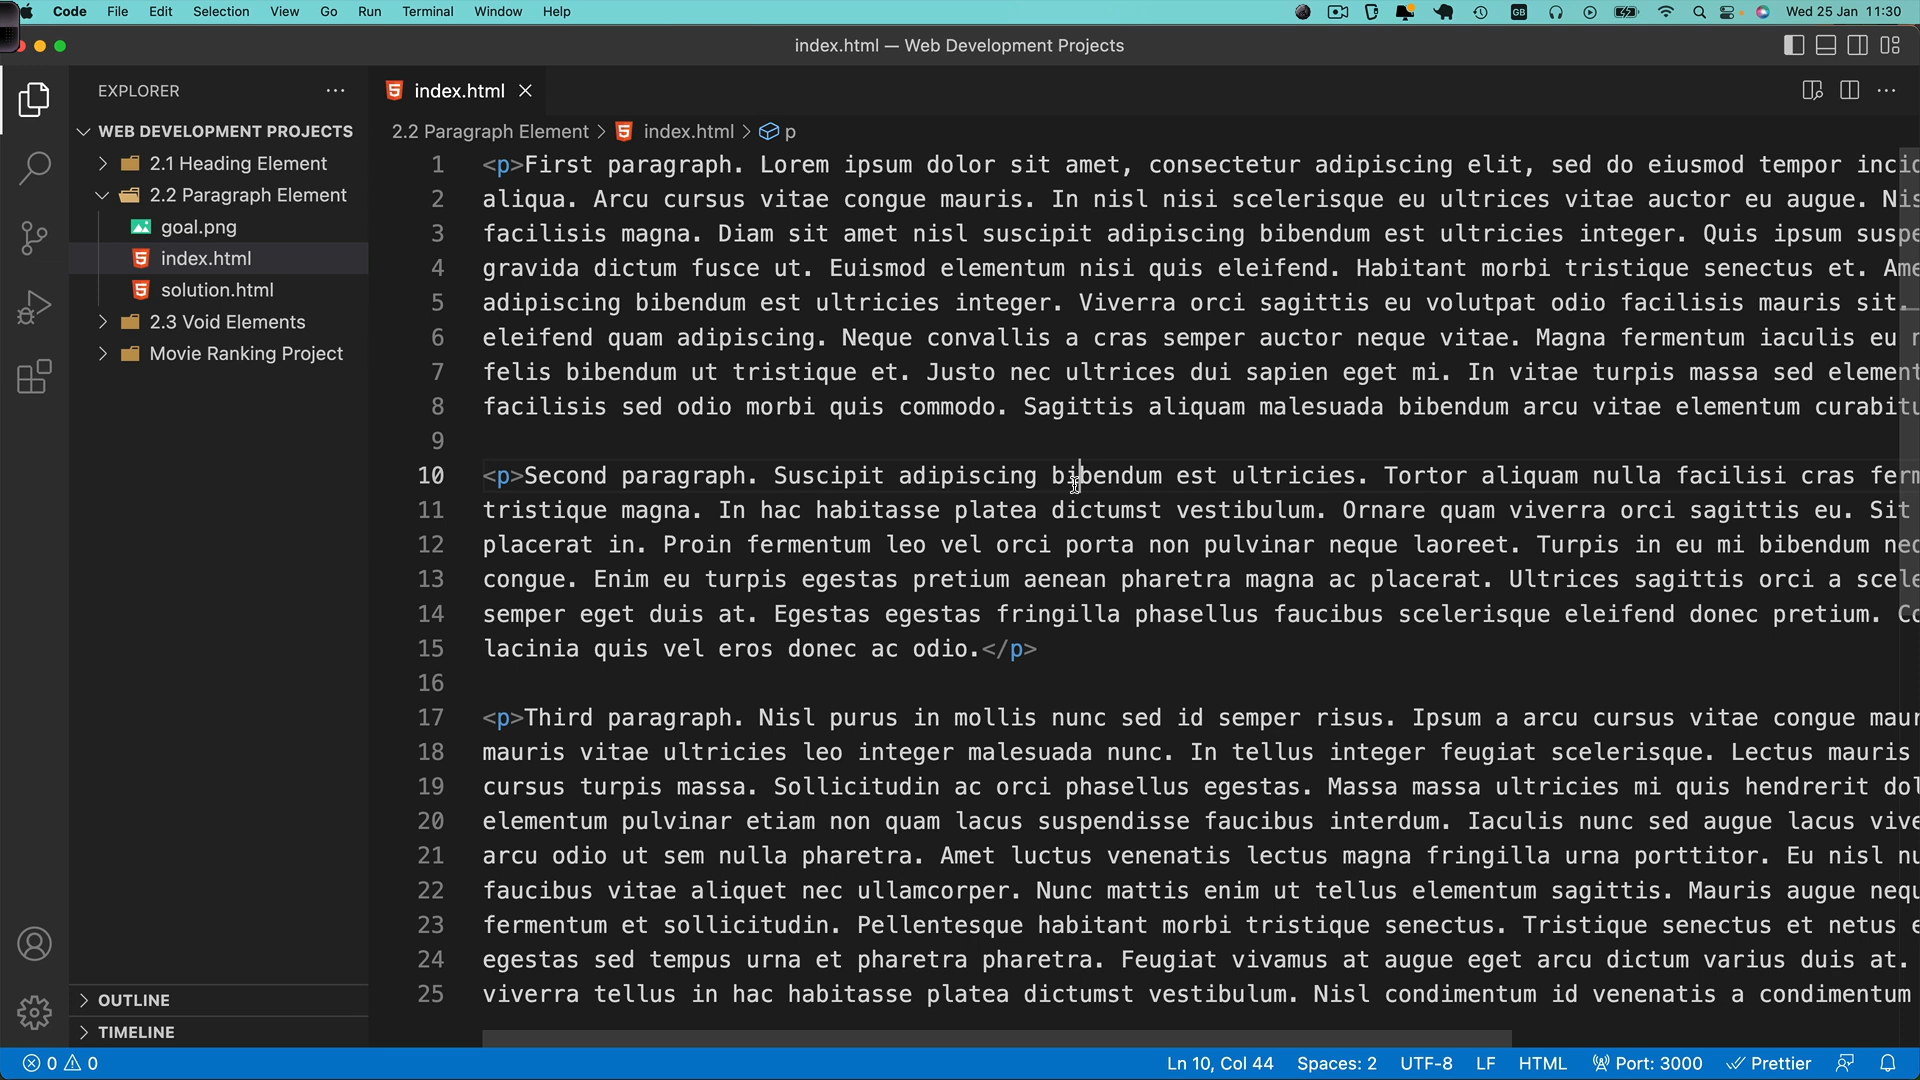 Code File Edit Selection View Go Run Terminal Window Help
GB
Wed 25 Jan 11:30
index.html — Web Development Projects
EXPLORER
WEB DEVELOPMENT PROJECTS
2.1 Heading Element
2.2 Paragraph Element
goal.png
index.html
solution.html
2.3 Void Elements
Movie Ranking Project
OUTLINE
TIMELINE
index.html
2.2 Paragraph Element > index.html > p
1 <p>First paragraph. Lorem ipsum dolor sit amet, consectetur adipiscing elit, sed do eiusmod tempor
2 aliqua. Arcu cursus vitae congue mauris. In nisl nisi scelerisque eu ultrices vitae auctor eu augue.
3 facilisis magna. Diam sit amet nisl suscipit adipiscing bibendum est ultricies integer. Quis ipsum
4 gravida dictum fusce ut. Euismod elementum nisi quis eleifend. Habitant morbi tristique senectus et.
5 adipiscing bibendum est ultricies integer. Viverra orci sagittis eu volutpat odio facilisis mauris sit.
6 eleifend quam adipiscing. Neque convallis a cras semper auctor neque vitae. Magna fermentum iaculis eu
7 felis bibendum ut tristique et. Justo nec ultrices dui sapien eget mi. In vitae turpis massa sed
8 facilisis sed odio morbi quis commodo. Sagittis aliquam malesuada bibendum arcu vitae elementum
9
10 <p>Second paragraph. Suscipit adipiscing bibendum est ultricies. Tortor aliquam nulla facilisi cras
11 tristique magna. In hac habitasse platea dictumst vestibulum. Ornare quam viverra orci sagittis eu. Sit
12 placerat in. Proin fermentum leo vel orci porta non pulvinar neque laoreet. Turpis in eu mi bibendum
13 congue. Enim eu turpis egestas pretium aenean pharetra magna ac placerat. Ultrices sagittis orci a
14 semper eget duis at. Egestas egestas fringilla phasellus faucibus scelerisque eleifend donec pretium.
15 lacinia quis vel eros donec ac odio.</p>
16
17 <p>Third paragraph. Nisl purus in mollis nunc sed id semper risus. Ipsum a arcu cursus vitae congue
18 mauris vitae ultricies leo integer malesuada nunc. In tellus integer feugiat scelerisque. Lectus mauris
19 cursus turpis massa. Sollicitudin ac orci phasellus egestas. Massa massa ultricies mi quis hendrerit
20 elementum pulvinar etiam non quam lacus suspendisse faucibus interdum. Iaculis nunc sed augue lacus
21 arcu odio ut sem nulla pharetra. Amet luctus venenatis lectus magna fringilla urna porttitor. Eu nisl
22 faucibus vitae aliquet nec ullamcorper. Nunc mattis enim ut tellus elementum sagittis. Mauris augue
23 fermentum et sollicitudin. Pellentesque habitant morbi tristique senectus. Tristique senectus et netus
24 egestas sed tempus urna et pharetra pharetra. Feugiat vivamus at augue eget arcu dictum varius duis at.
25 viverra tellus in hac habitasse platea dictumst vestibulum. Nisl condimentum id venenatis a condimentum
0 0
Ln 10, Col 44 Spaces: 2 UTF-8 LF HTML Port: 3000 Prettier